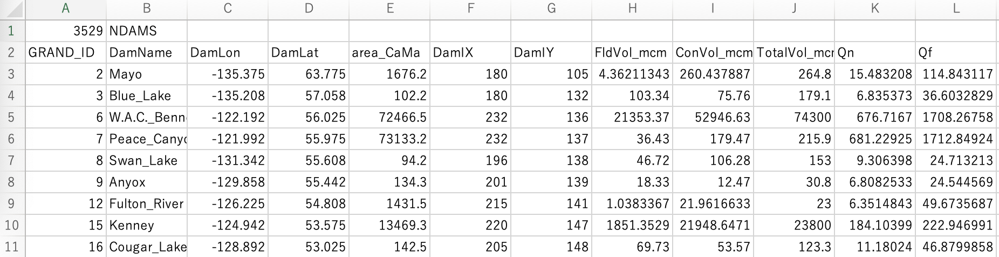 A B C D E F G H I J K L
1 3529 NDAMS
2 GRAND_ID DamName DamLon DamLat area_CaMa DamIX DamIY FldVol_mcm ConVol_mcm TotalVol_mcr Qn Qf
3 2 Mayo -135.375 63.775 1676.2 180 105 4.36211343 260.437887 264.8 15.483208 114.843117
4 3 Blue_Lake -135.208 57.058 102.2 180 132 103.34 75.76 179.1 6.835373 36.6032829
5 6 W.A.C._Benn -122.192 56.025 72466.5 232 136 21353.37 52946.63 74300 676.7167 1708.26758
6 7 Peace_Canyo -121.992 55.975 73133.2 232 137 36.43 179.47 215.9 681.22925 1712.84924
7 8 Swan_Lake -131.342 55.608 94.2 196 138 46.72 106.28 153 9.306398 24.713213
8 9 Anyox -129.858 55.442 134.3 201 139 18.33 12.47 30.8 6.8082533 24.544569
9 12 Fulton_River -126.225 54.808 1431.5 215 141 1.0383367 21.9616633 23 6.3514843 49.6735687
10 15 Kenney -124.942 53.575 13469.3 220 147 1851.3529 21948.6471 23800 184.10399 222.946991
11 16 Cougar_Lake -128.892 53.025 142.5 205 148 69.73 53.57 123.3 11.18024 46.8799858